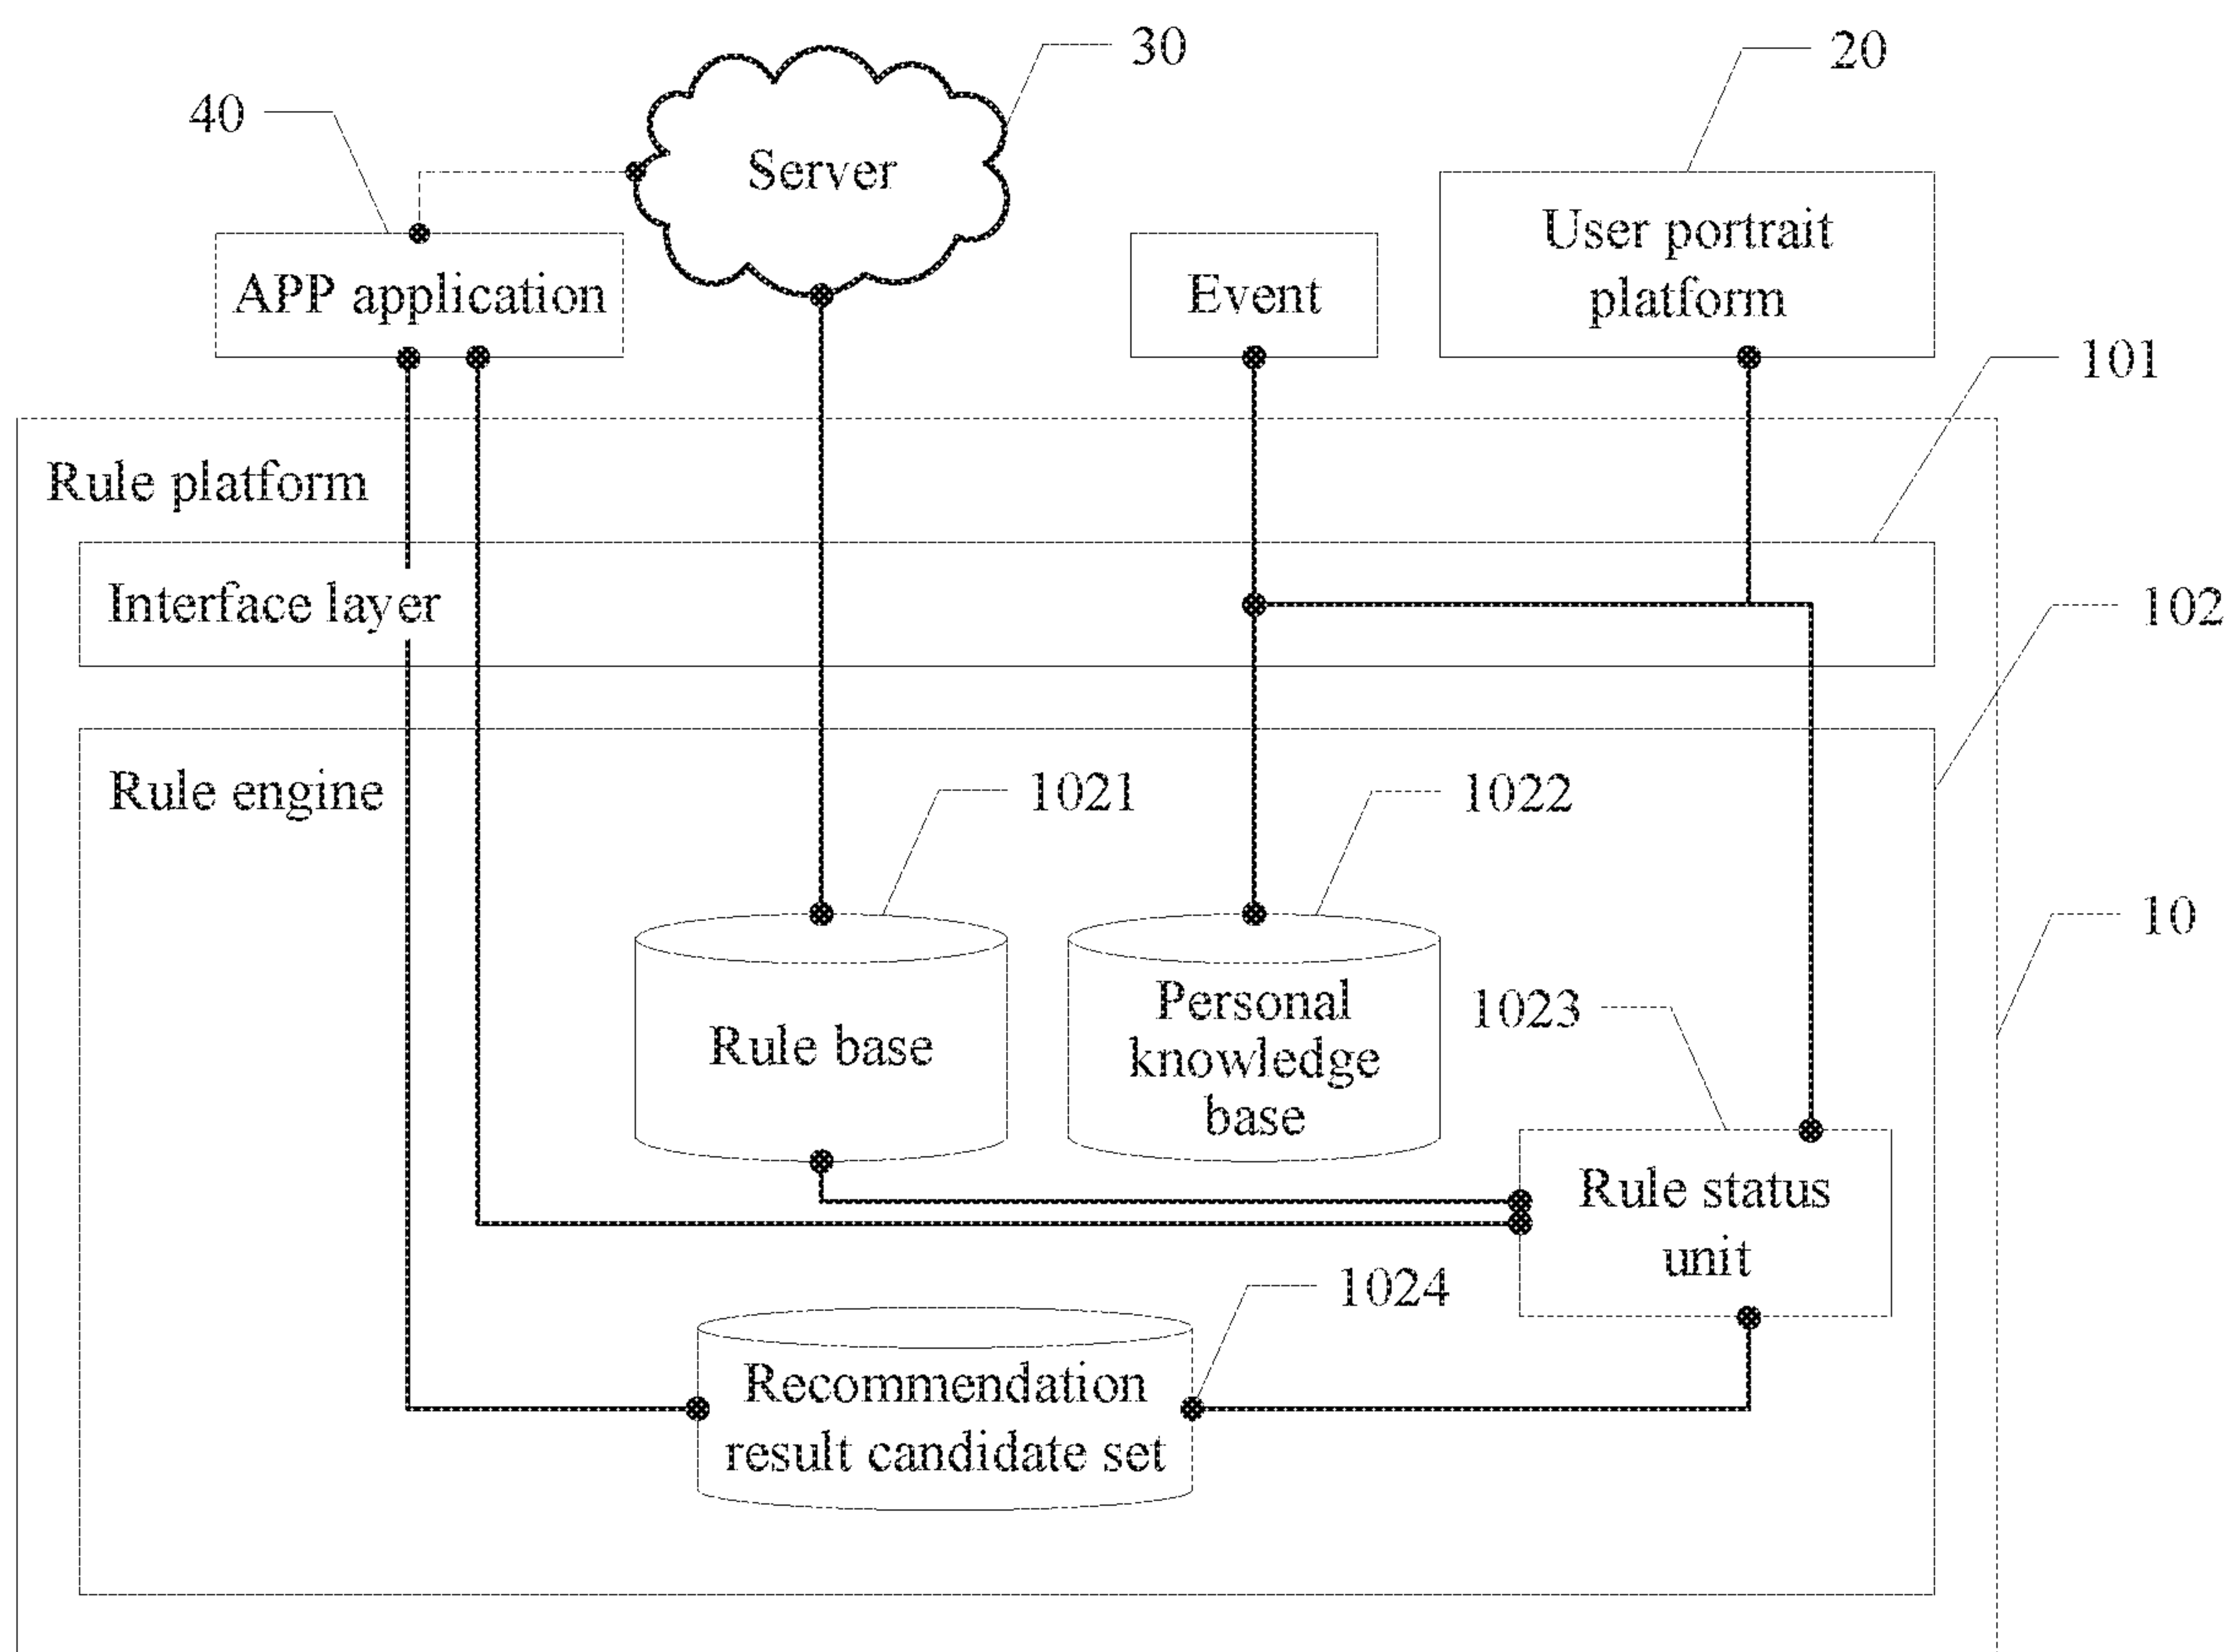 30
20
40
Server
User portrait
platform
APP application
Event
101
Rule platform
Interface layer
102
Rule engine
1021
1022
10
Personal
knowledge
base
1023
Rule base
Rule status
unit
1024
Recommendation
result candidate set